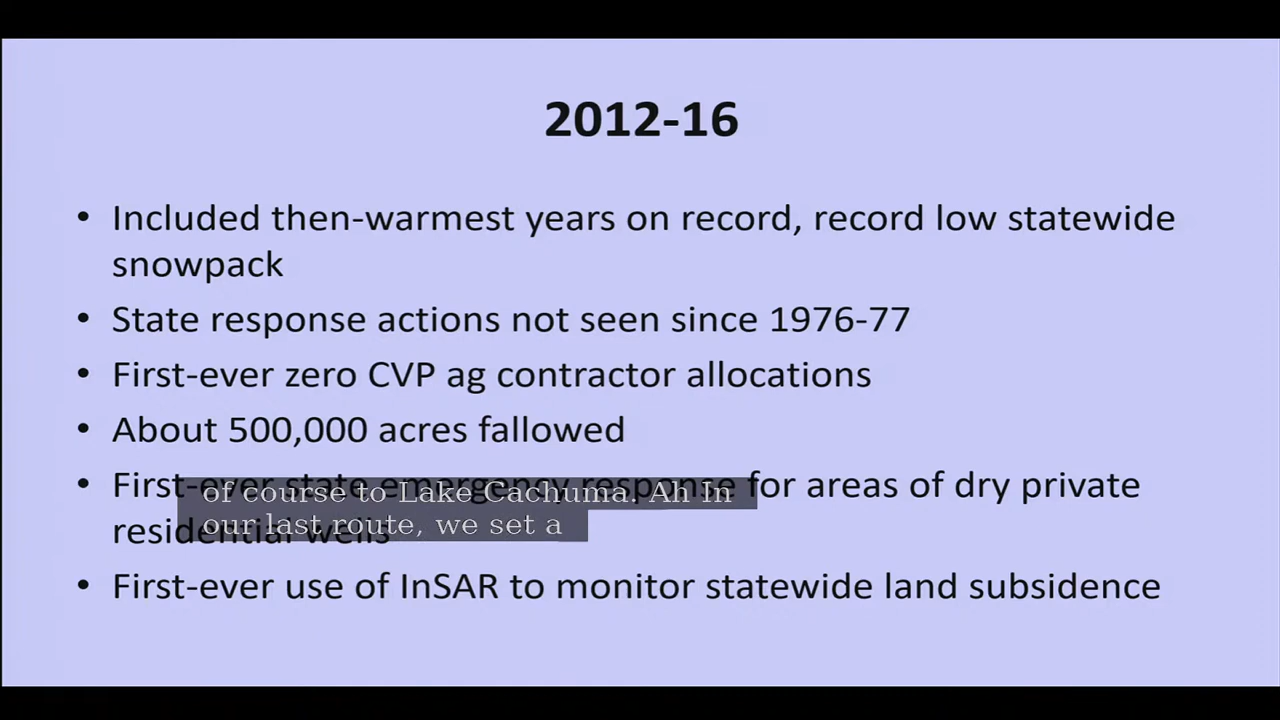 2012-16
• Included then-warmest years on record, record low statewide
snowpack
• State response actions not seen since 1976-77
• First-ever zero CVP ag contractor allocations
• About 500,000 acres fallowed
• First-ever state emergency response for areas of dry private
residential wells
of course to Lake Cachuma. Ah In
our last route, we set a
• First-ever use of InSAR to monitor statewide land subsidence